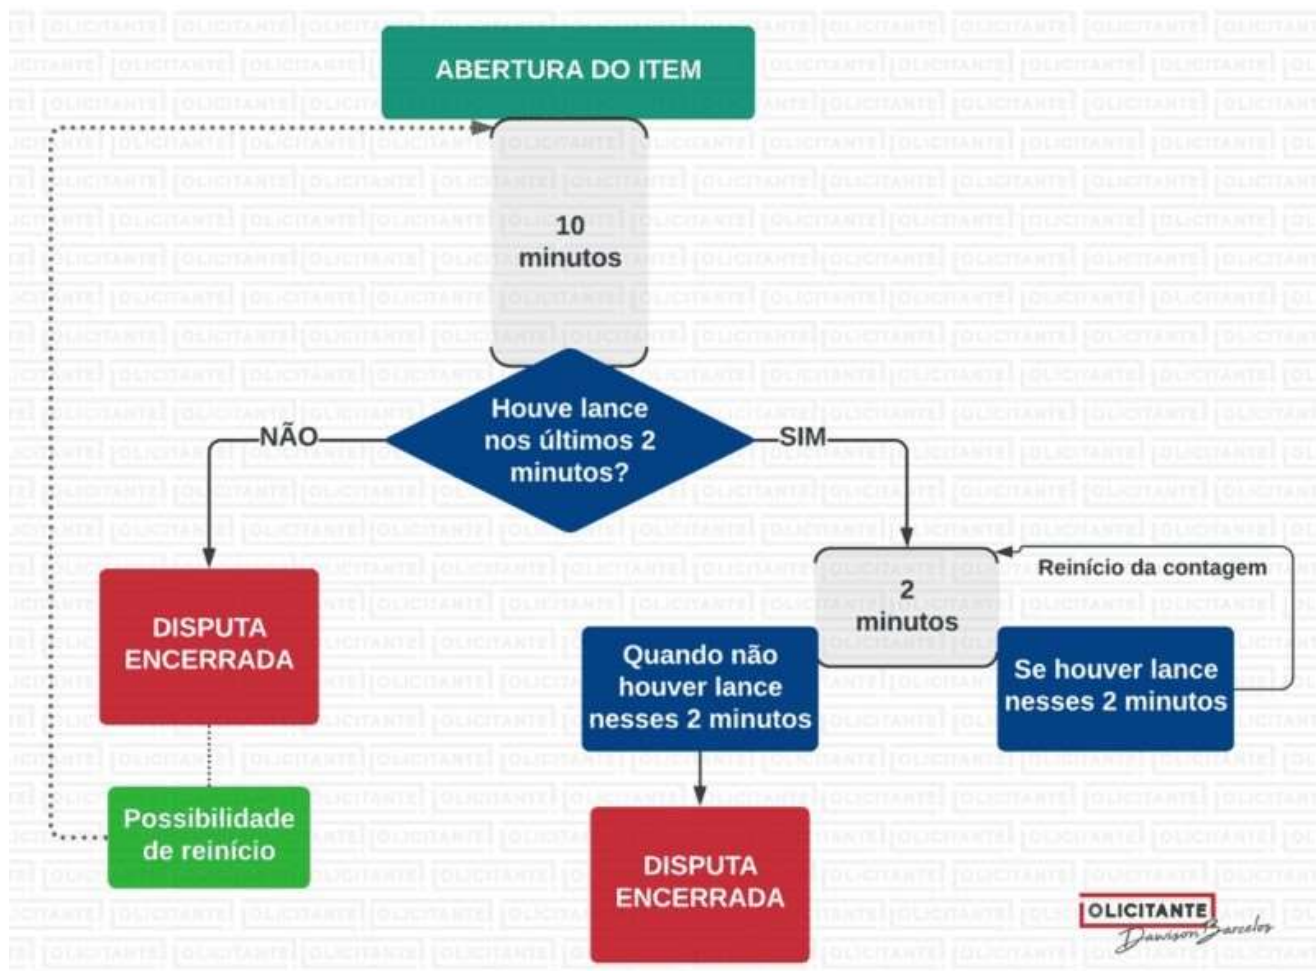 ABERTURA DO ITEM
10
minutos
Houve lance
nos últimos 2
minutos?
NÃO
SIM
DISPUTA
ENCERRADA
Possibilidade
de reinício
2
minutos
Reinício da contagem
Quando não
houver lance
nesses 2 minutos
Se houver lance
nesses 2 minutos
DISPUTA
ENCERRADA
OLICITANTE
Dawison Barcelos